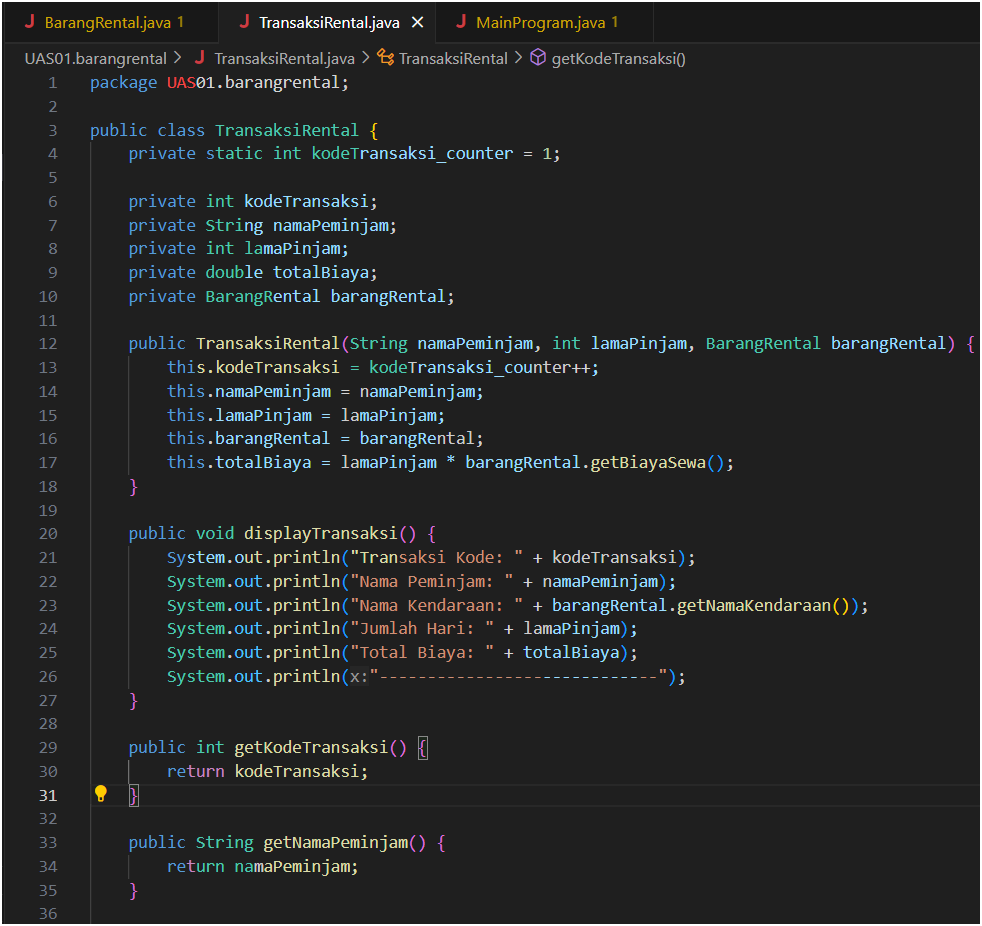 J BarangRental.java 1
J TransaksiRental.java ×
J MainProgram.java 1
UAS01.barangrental > J TransaksiRental.java > TransaksiRental > getKodeTransaksi()
1 package UAS01.barangrental;
2
3 public class TransaksiRental {
4 private static int kodeTransaksi_counter = 1;
5
6 private int kodeTransaksi;
7 private String namaPeminjam;
8 private int lamaPinjam;
9 private double totalBiaya;
10 private BarangRental barangRental;
11
12 public TransaksiRental(String namaPeminjam, int lamaPinjam, BarangRental barangRental) {
13 this.kodeTransaksi = kodeTransaksi_counter++;
14 this.namaPeminjam = namaPeminjam;
15 this.lamaPinjam = lamaPinjam;
16 this.barangRental = barangRental;
17 this.totalBiaya = lamaPinjam * barangRental.getBiayaSewa();
18 }
19
20 public void displayTransaksi() {
21 System.out.println("Transaksi Kode: " + kodeTransaksi);
22 System.out.println("Nama Peminjam: " + namaPeminjam);
23 System.out.println("Nama Kendaraan: " + barangRental.getNamaKendaraan());
24 System.out.println("Jumlah Hari: " + lamaPinjam);
25 System.out.println("Total Biaya: " + totalBiaya);
26 System.out.println(x:"-----------------------------");
27 }
28
29 public int getKodeTransaksi() {
30 return kodeTransaksi;
31 }
32
33 public String getNamaPeminjam() {
34 return namaPeminjam;
35 }
36